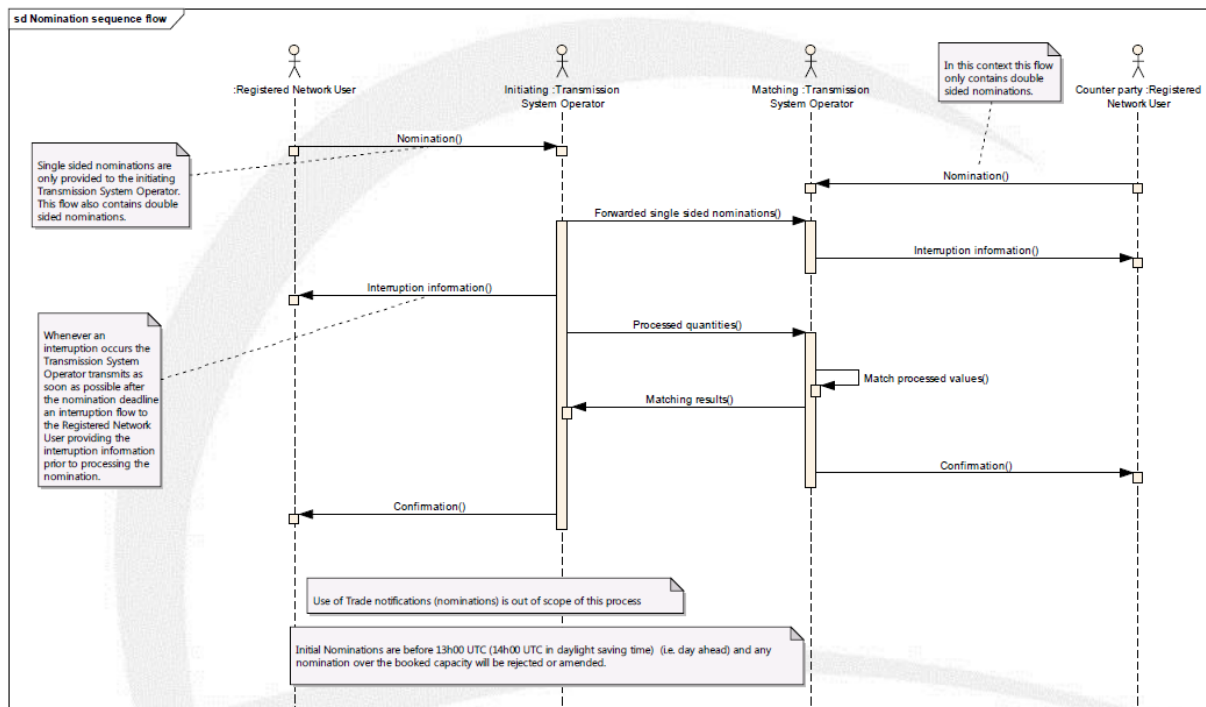 sd Nomination sequence flow
:Registered Network User
Initiating :Transmission
System Operator
Matching :Transmission
System Operator
In this context this flow
only contains double
sided nominations.
Counter party :Registered
Network User
Nomination()
Single sided nominations are
only provided to the initiating
Transmission System Operator.
This flow also contains double
sided nominations.
Nomination()
Forwarded single sided nominations()
Interruption information()
Interruption information()
Whenever an
interruption occurs the
Transmission System
Operator transmits as
soon as possible after
the nomination deadline
an interruption flow to
the Registered Network
User providing the
interruption information
prior to processing the
nomination.
Processed quantities()
Match processed values()
Matching results()
Confirmation()
Confirmation()
Use of Trade notifications (nominations) is out of scope of this process
Initial Nominations are before 13h00 UTC (14h00 UTC in daylight saving time) (i.e. day ahead) and any
nomination over the booked capacity will be rejected or amended.